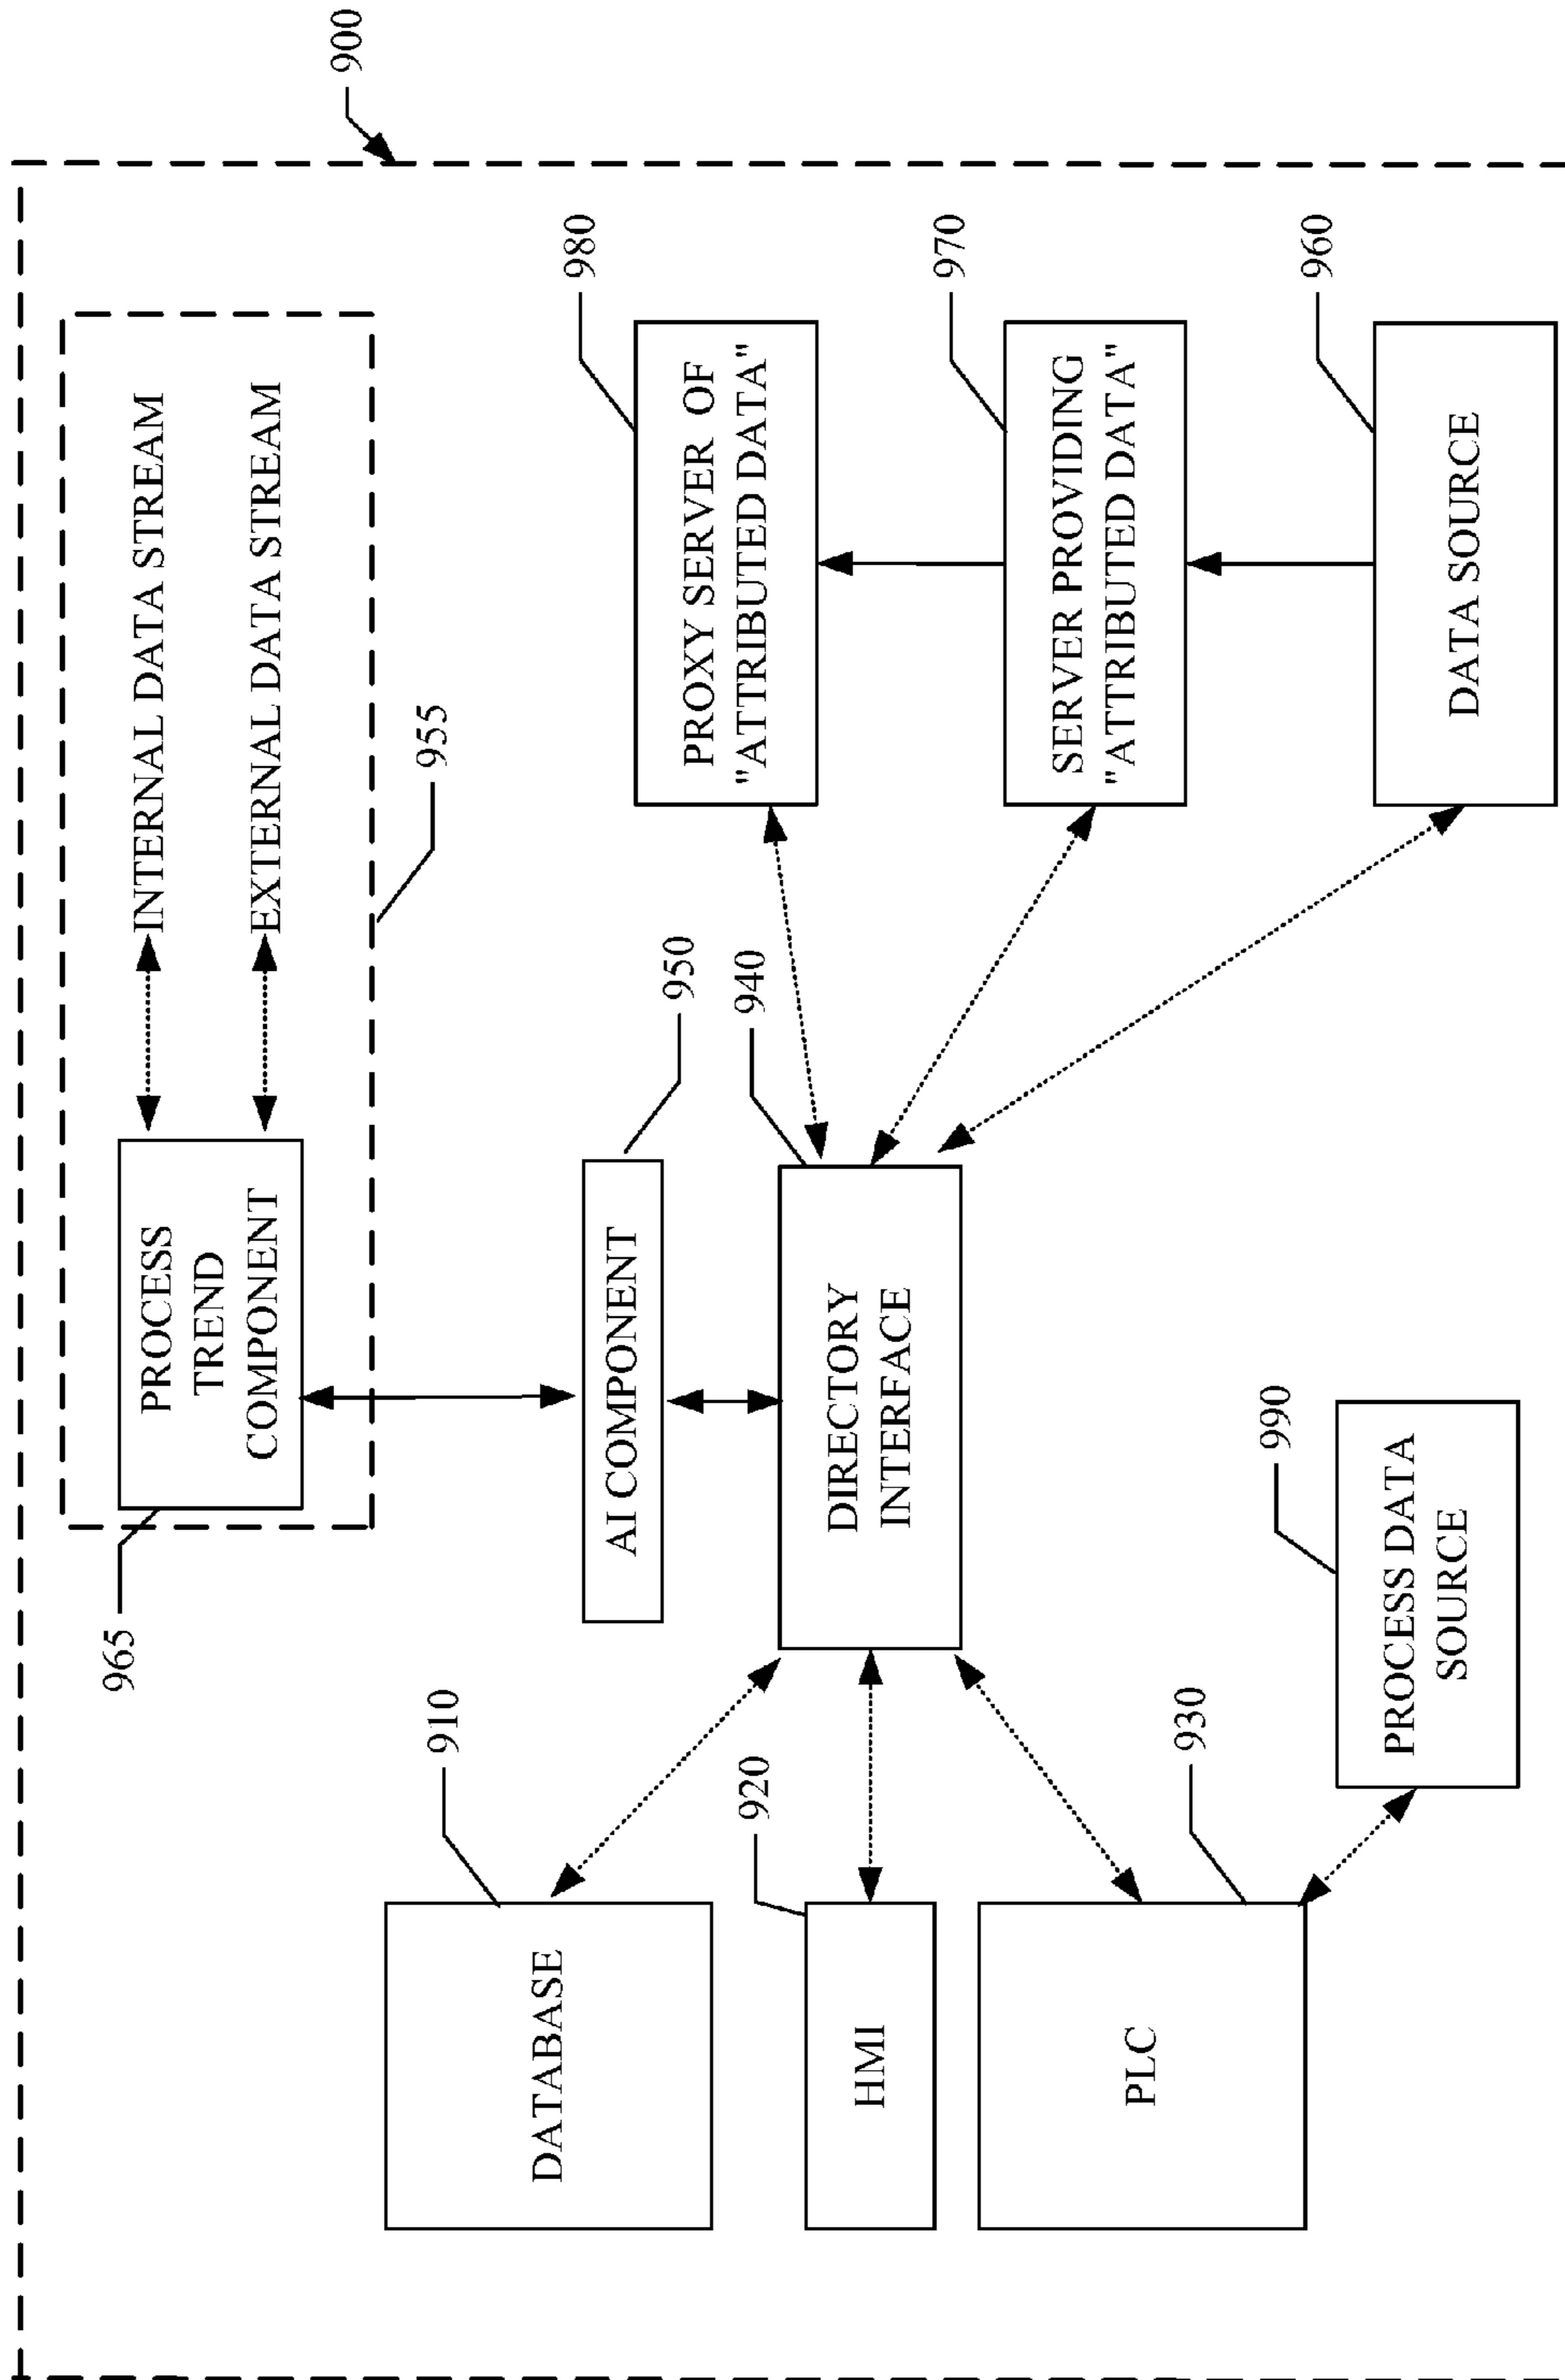 900
965
PROCESS
TREND
COMPONENT
INTERNAL DATA STREAM
EXTERNAL DATA STREAM
955
910
DATABASE
950
AI COMPONENT
980
PROXY SERVER OF
"ATTRIBUTED DATA"
920
HMI
940
DIRECTORY
INTERFACE
970
SERVER PROVIDING
"ATTRIBUTED DATA"
930
PLC
990
PROCESS DATA
SOURCE
960
DATA SOURCE